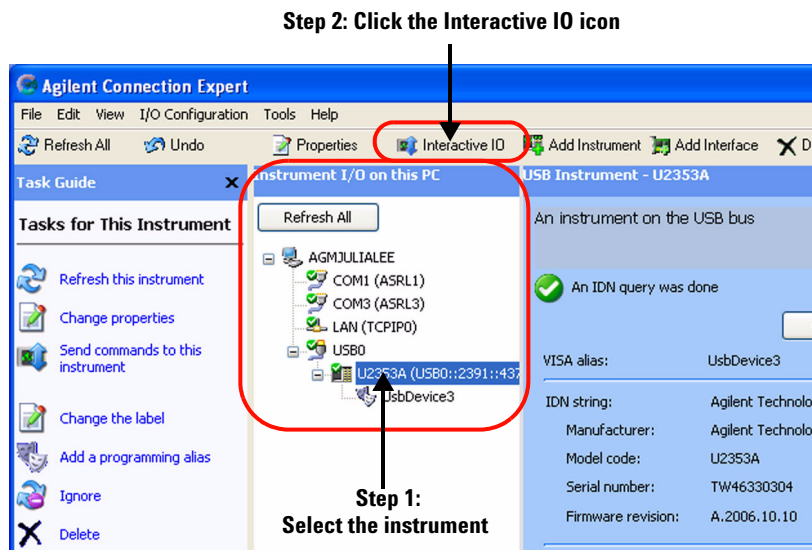 Step 2: Click the Interactive IO icon
Agilent Connection Expert
File Edit View I/O Configuration Tools Help
Refresh All Undo Properties Interactive IO Add Instrument Add Interface D
Task Guide
Tasks for This Instrument
Refresh this instrument
Change properties
Send commands to this
instrument
Change the label
Add a programming alias
Ignore
Delete
Instrument I/O on this PC
Refresh All
AGMJULIALEE
COM1 (ASRL1)
COM3 (ASRL3)
LAN (TCPIP0)
USB0
U2353A (USB0::2391::437
UsbDevice3
Step 1:
Select the instrument
USB Instrument - U2353A
An instrument on the USB bus
An IDN query was done
VISA alias: UsbDevice3
IDN string: Agilent Technolo
Manufacturer: Agilent Technolo
Model code: U2353A
Serial number: TW46330304
Firmware revision: A.2006.10.10